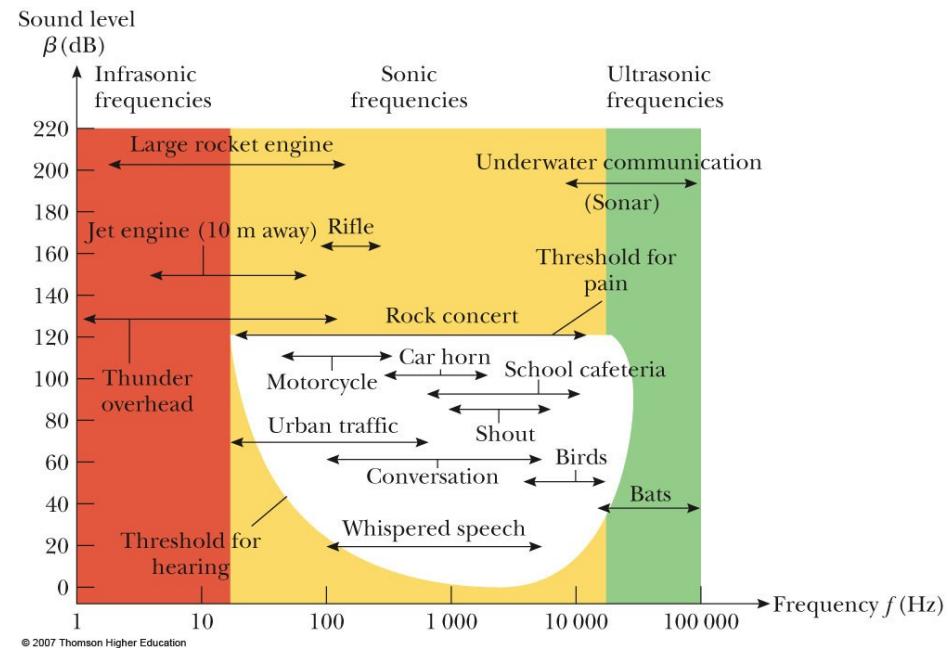 Sound level
β (dB)
Infrasonic
frequencies
Sonic
frequencies
Ultrasonic
frequencies
220
Large rocket engine
200
Underwater communication
(Sonar)
180
Jet engine (10 m away)
Rifle
160
Threshold for
pain
140
Rock concert
120
Car horn
100
Thunder
overhead
Motorcycle
School cafeteria
80
Urban traffic
Shout
60
Conversation
Birds
40
Bats
Threshold for
hearing
Whispered speech
20
0
1
10
100
1 000
10 000
100 000
Frequency f (Hz)
© 2007 Thomson Higher Education